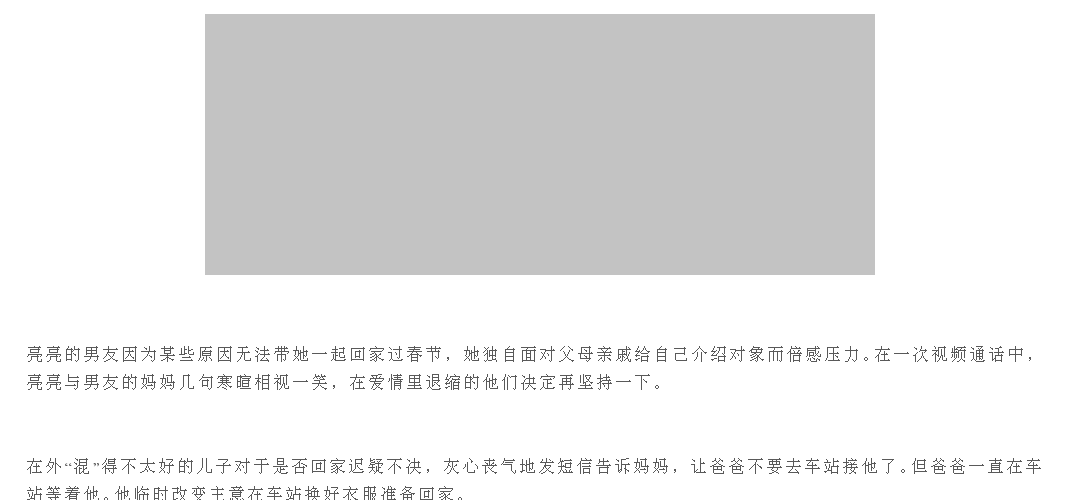 亮亮的男友因为某些原因无法带她一起回家过春节，她独自面对父母亲戚给自己介绍对象而倍感压力。在一次视频通话中，
亮亮与男友的妈妈几句寒暄相视一笑，在爱情里退缩的他们决定再坚持一下。
在外“混”得不太好的儿子对于是否回家迟疑不决，灰心丧气地发短信告诉妈妈，让爸爸不要去车站接他了。但爸爸一直在车
站等着他。他临时改变主意在车站换好衣服准备回家。